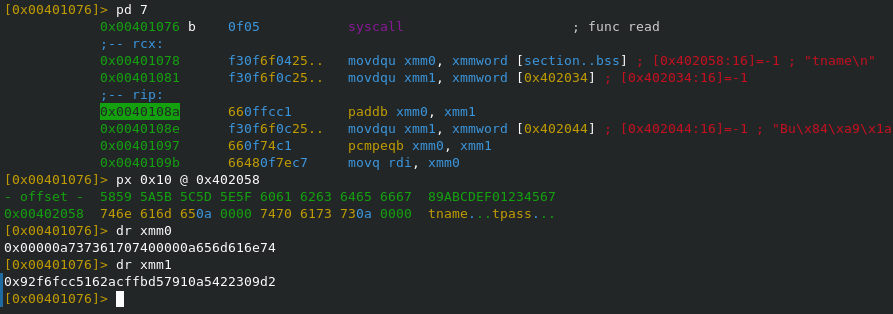 [0x00401076]> pd 7
0x00401076 b    0f05           syscall                     ; func read
;-- rcx:
0x00401078      f30f6f0425..   movdqu xmm0, xmmword [section..bss] ; [0x402058:16]=-1 ; "tname\n"
0x00401081      f30f6f0c25..   movdqu xmm1, xmmword [0x402034] ; [0x402034:16]=-1
;-- rip:
0x0040108a      660ffcc1       paddb xmm0, xmm1
0x0040108e      f30f6f0c25..   movdqu xmm1, xmmword [0x402044] ; [0x402044:16]=-1 ; "Bu\x84\xa9\x1a
0x00401097      660f74c1       pcmpeqb xmm0, xmm1
0x0040109b      66480f7ec7     movq rdi, xmm0
[0x00401076]> px 0x10 @ 0x402058
- offset -  5859 5A5B 5C5D 5E5F 6061 6263 6465 6667  89ABCDEF01234567
0x00402058  746e 616d 650a 0000 7470 6173 730a 0000  tname...tpass...
[0x00401076]> dr xmm0
0x00000a737361707400000a656d616e74
[0x00401076]> dr xmm1
0x92f6fcc5162acffbd57910a5422309d2
[0x00401076]>